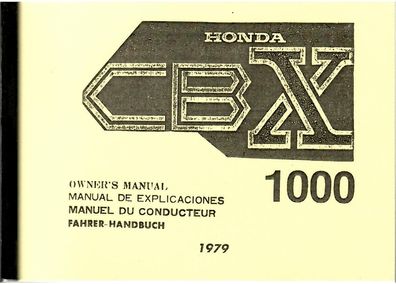 HONDA
CBX
1000
OWNER'S MANUAL
MANUAL DE EXPLICACIONES
MANUEL DU CONDUCTEUR
FAHRER-HANDBUCH
1979